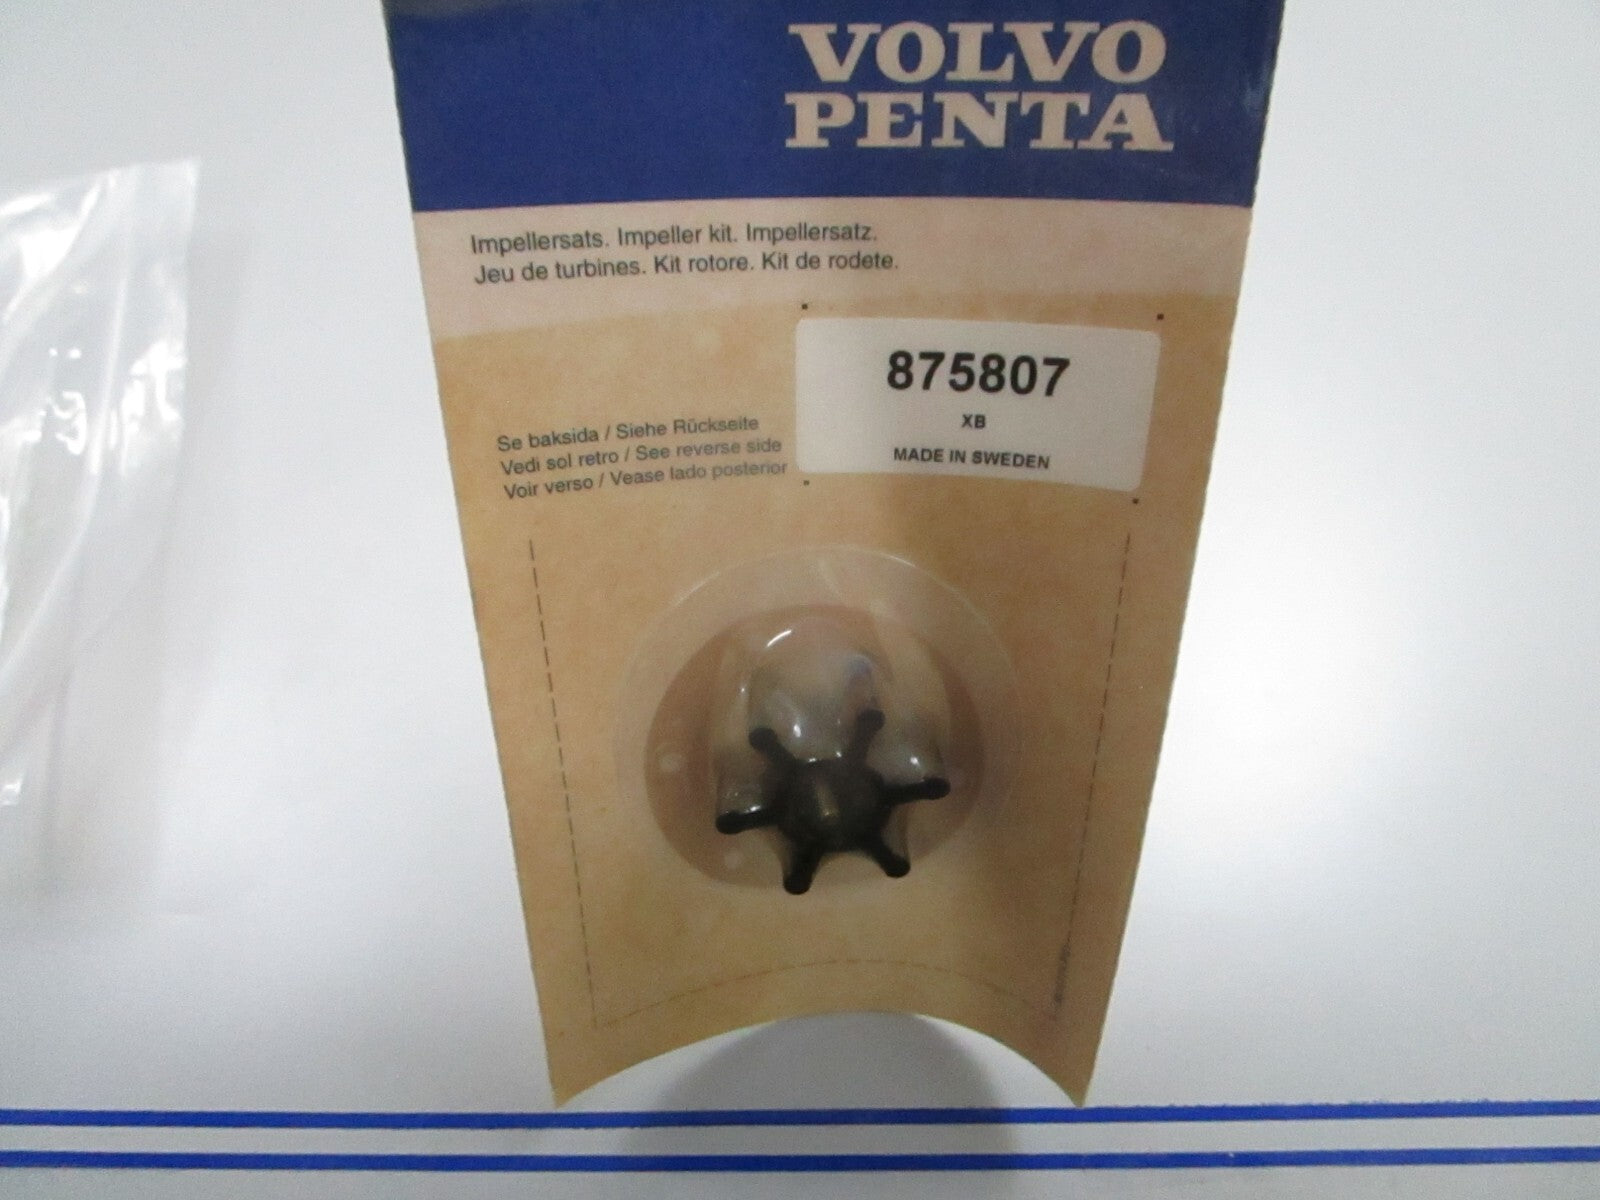 VOLVO
PENTA
Impellersats. Impeller kit. Impellersatz.
Jeu de turbines. Kit rotore. Kit de rodete.
875807
XB
MADE IN SWEDEN
Se baksida / Siehe Rückseite
Vedi sol retro / See reverse side
Voir verso / Vease lado posterior